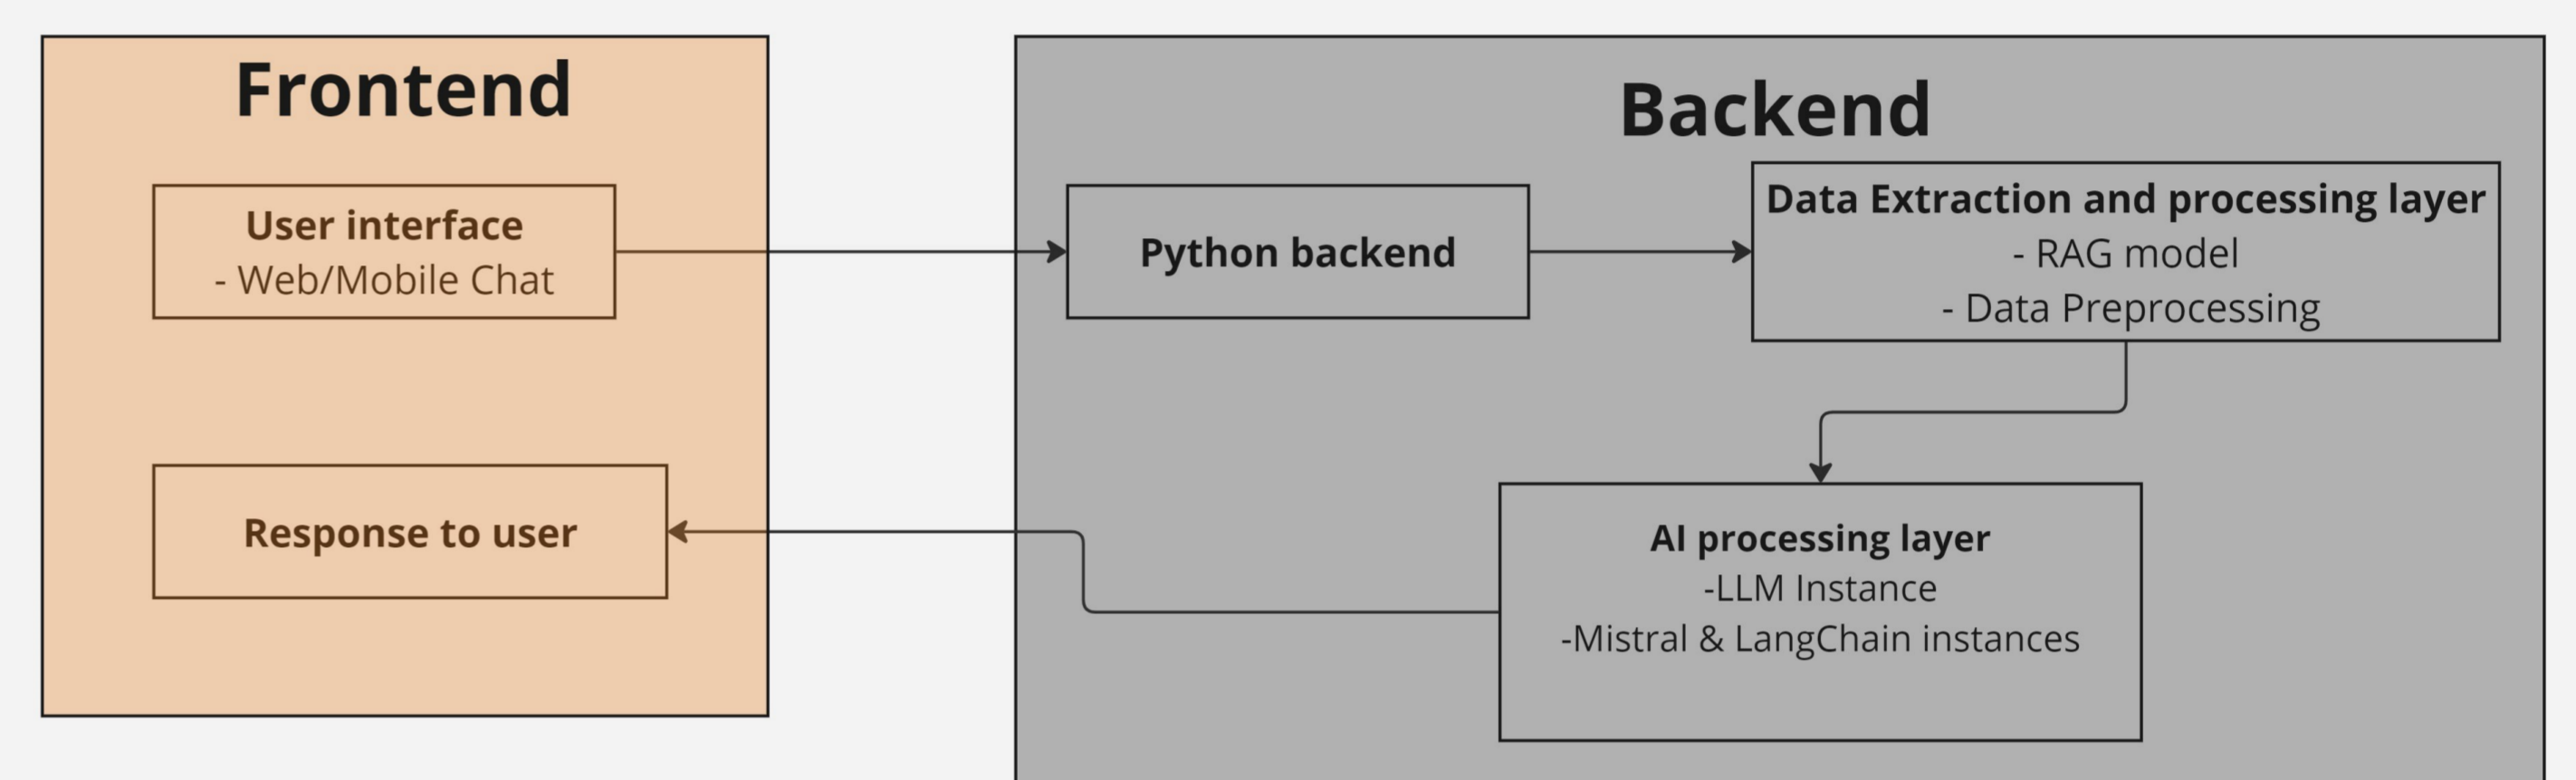 Frontend
User interface
- Web/Mobile Chat
Response to user
Backend
Python backend
Data Extraction and processing layer
- RAG model
- Data Preprocessing
AI processing layer
-LLM Instance
-Mistral & LangChain instances